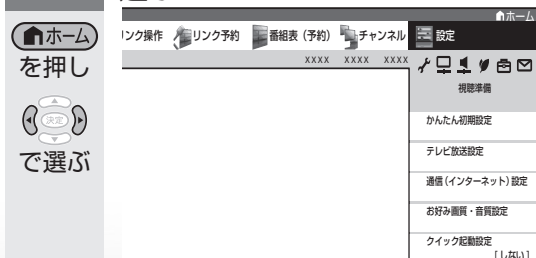 ホーム
を押し
決定
で選ぶ
ホーム
ンク操作 リンク予約 番組表（予約） チャンネル 設定
XXXX XXXX XXXX
視聴準備
かんたん初期設定
テレビ放送設定
通信（インターネット）設定
お好み画質・音質設定
クイック起動設定
［しない］